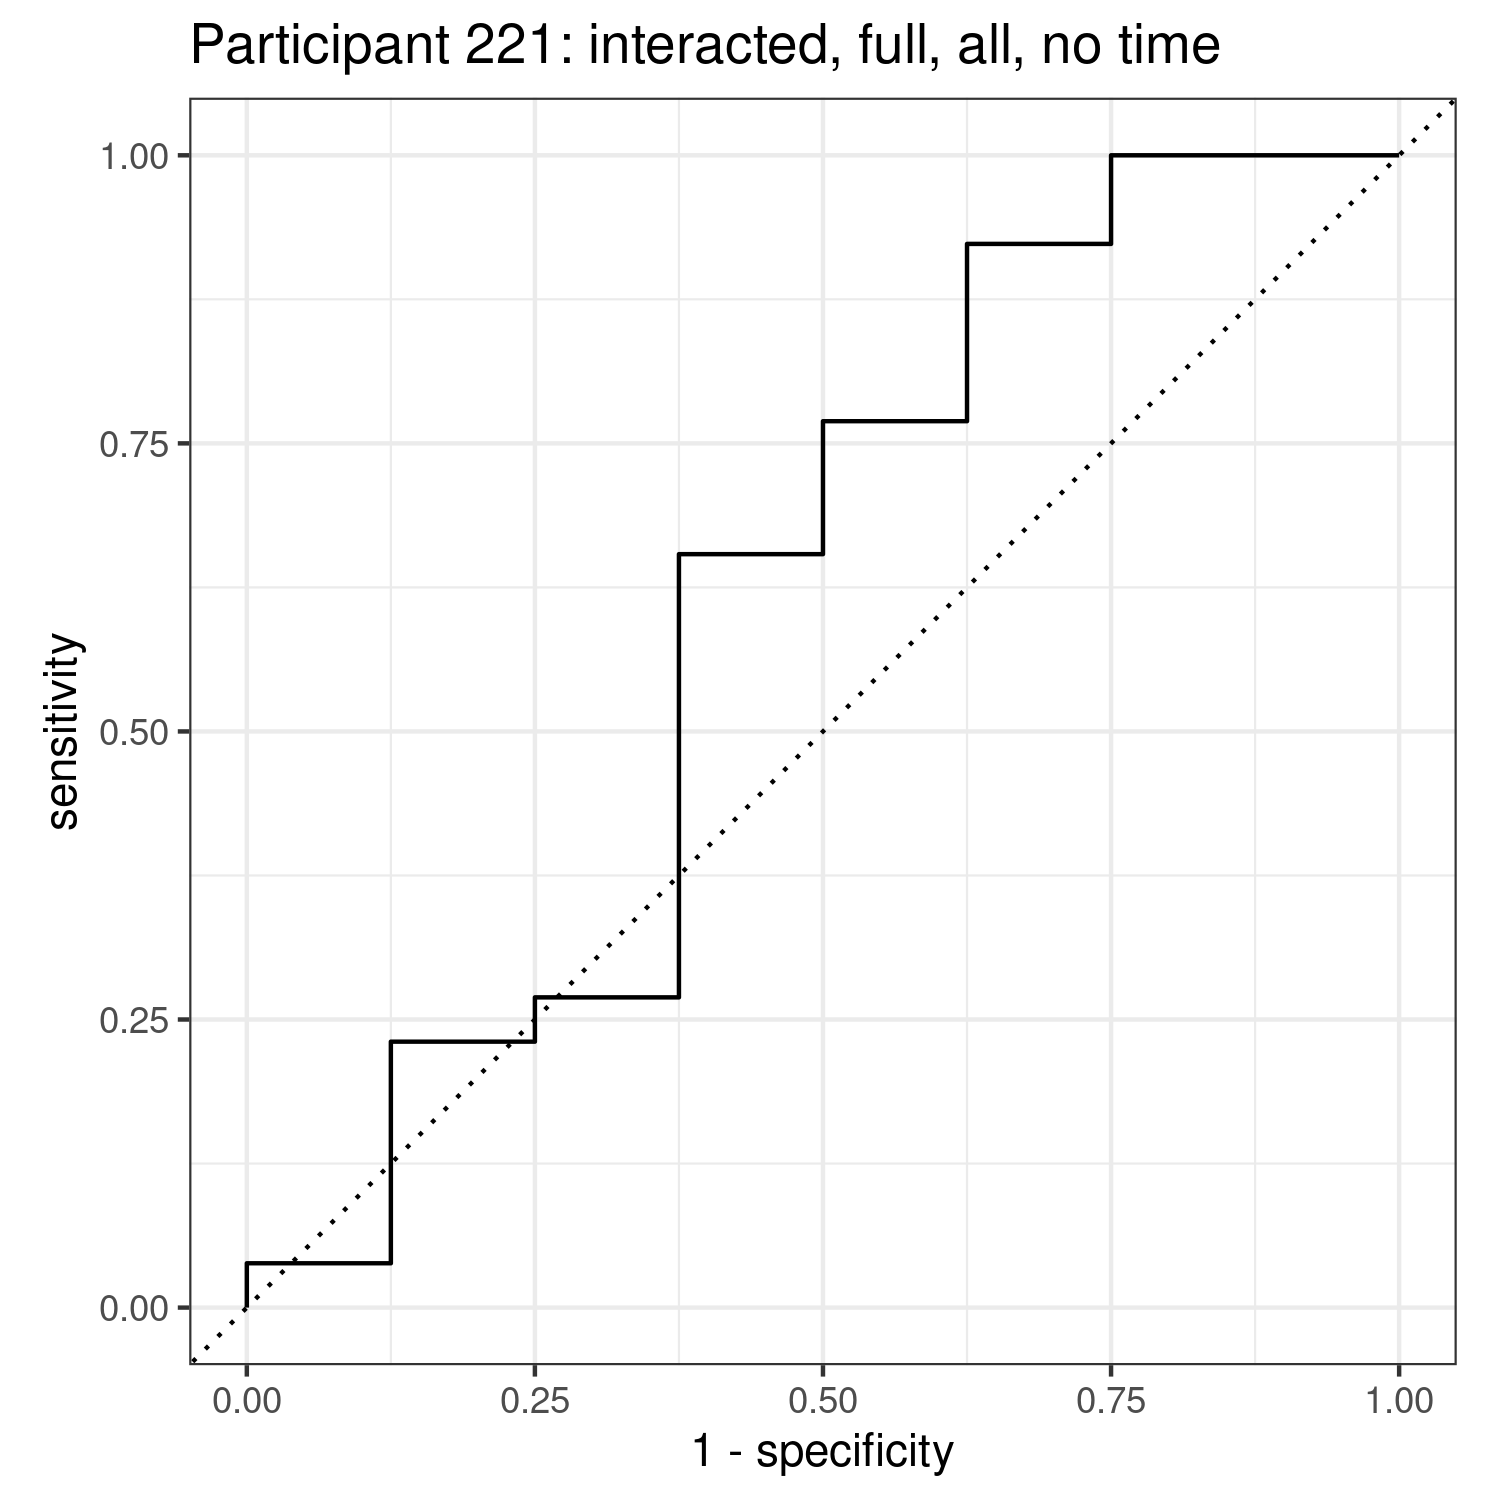 Participant 221: interacted, full, all, no time
1.00
0.75
0.50
0.25
0.00
sensitivity
0.00 0.25 0.50 0.75 1.00
1 - specificity